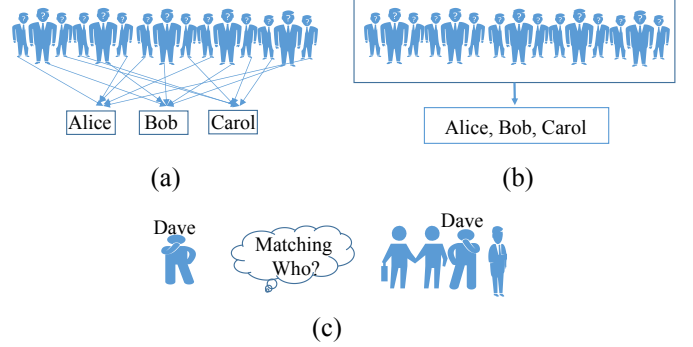 Alice
Bob
Carol
Alice, Bob, Carol
(a)
(b)
Dave
Matching
Who?
Dave
(c)